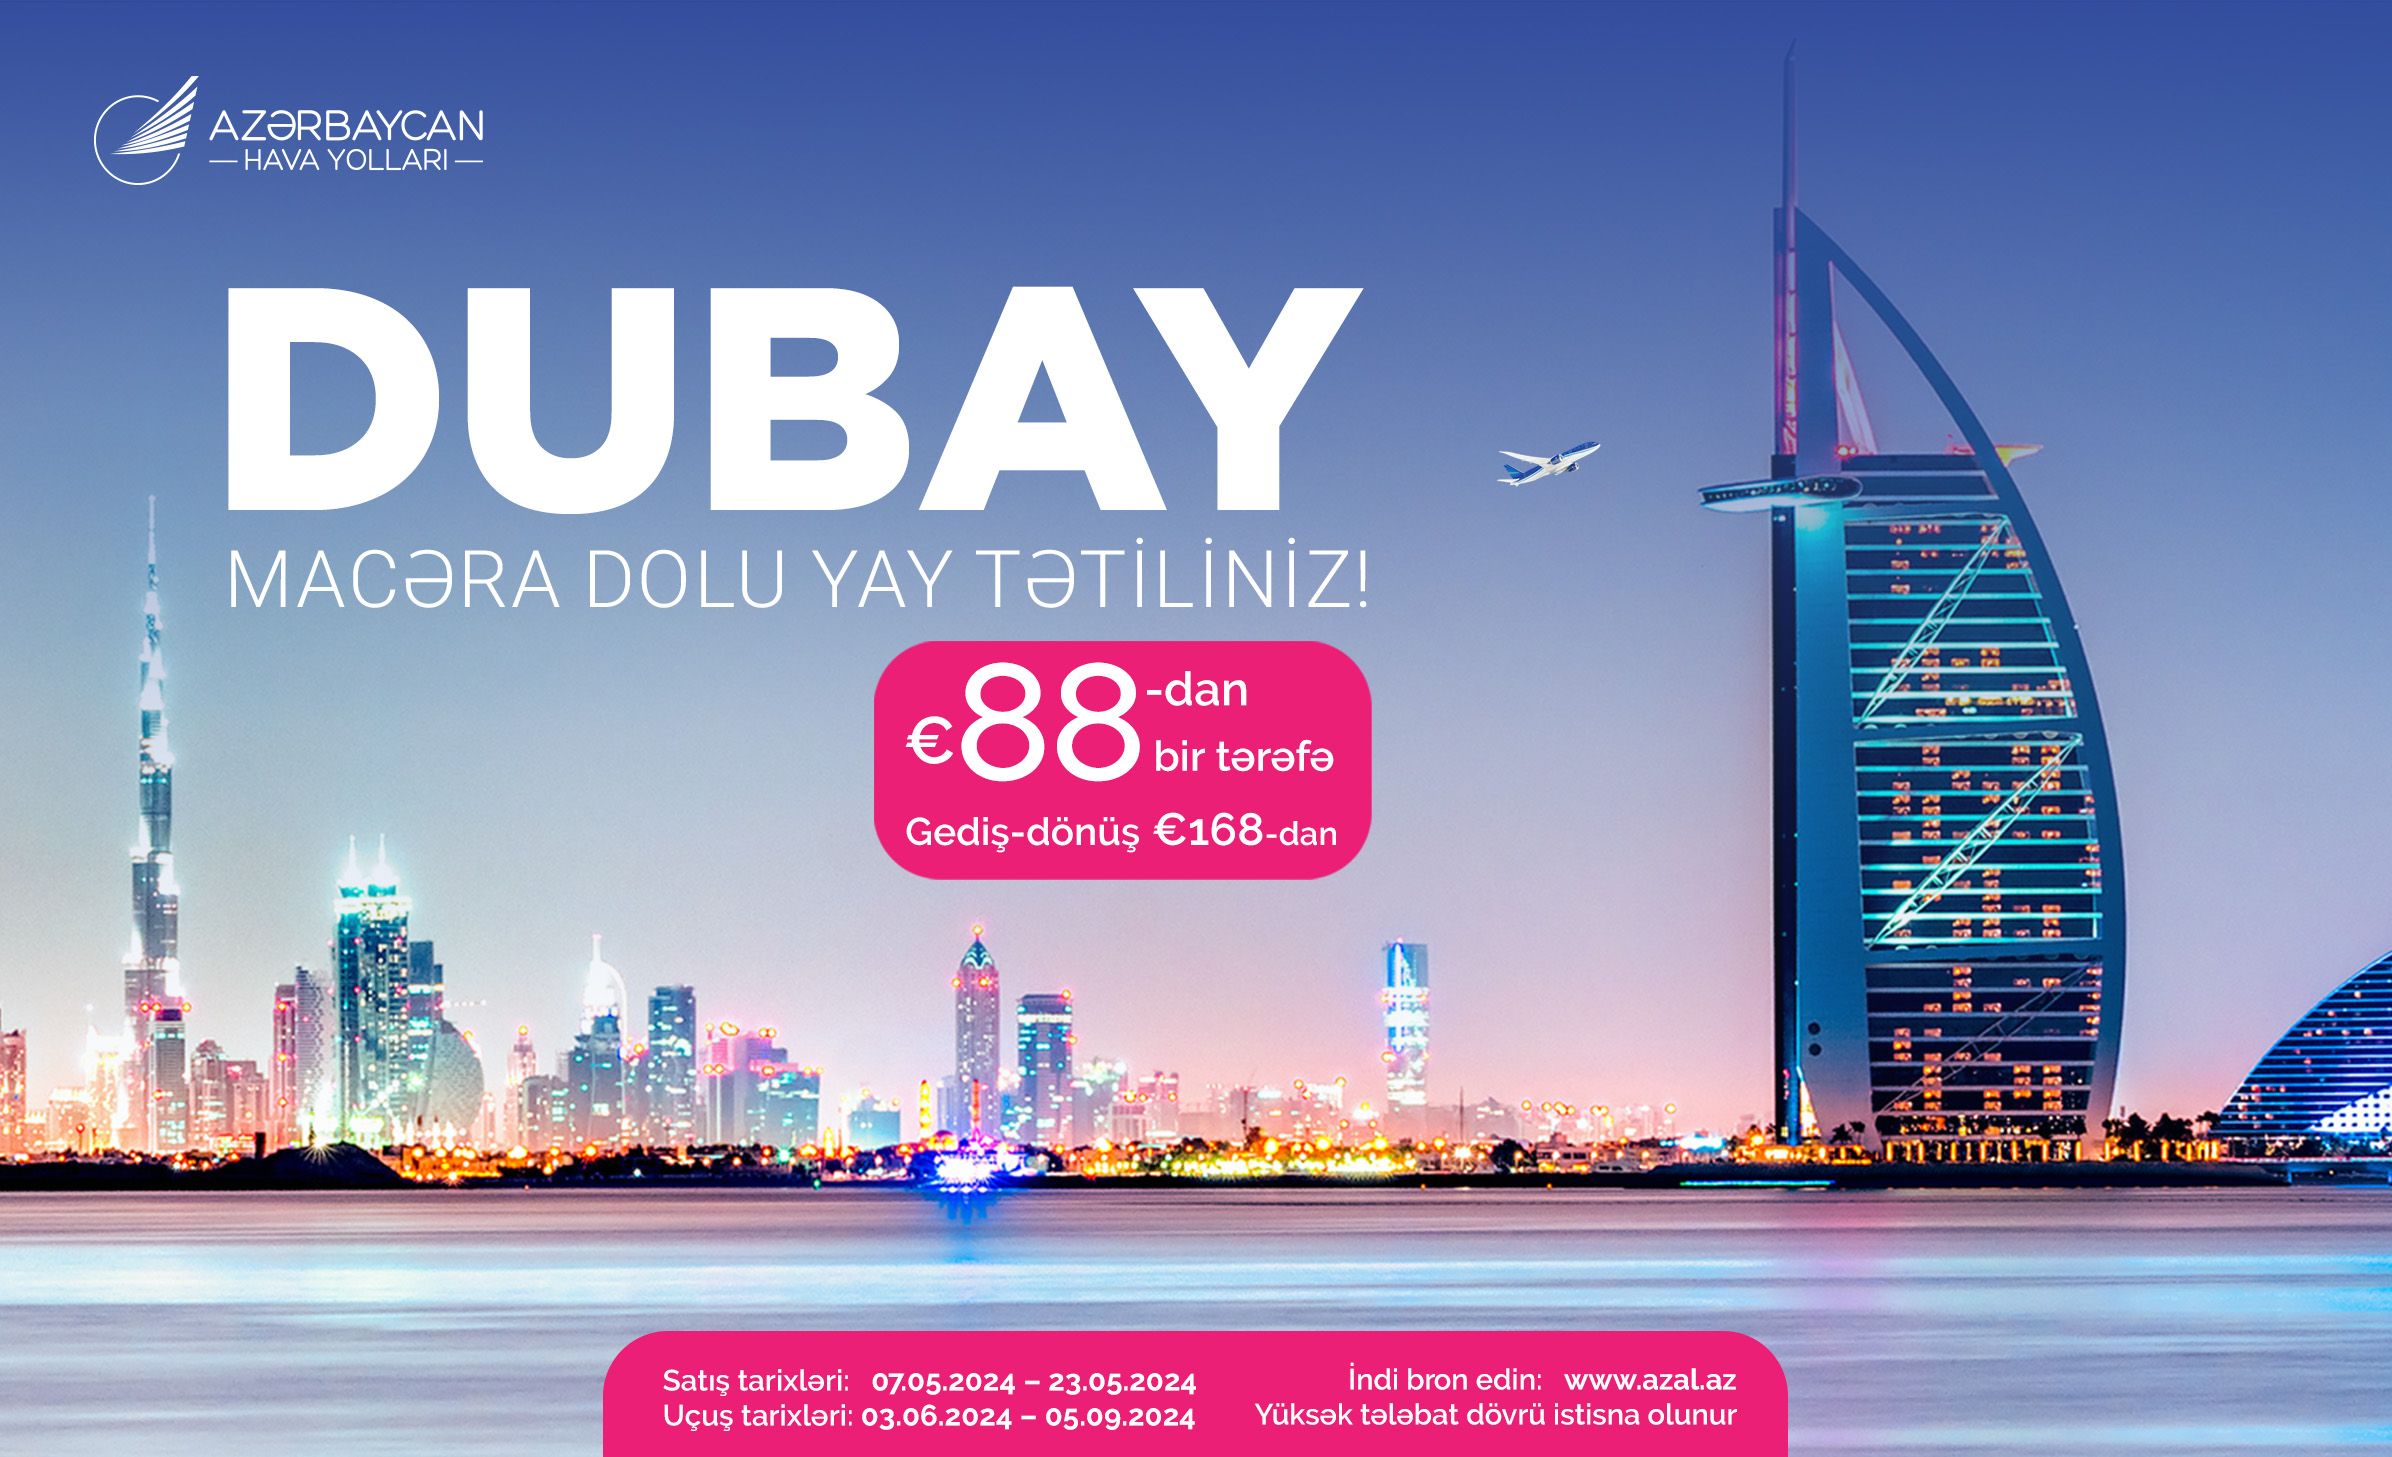 AZƏRBAYCAN
HAVA YOLLARI
DUBAY
MACƏRA DOLU YAY TƏTİLİNİZ!
€88-dan
bir tərəfə
Gediş-dönüş €168-dan
Satış tarixləri: 07.05.2024 – 23.05.2024
Uçuş tarixləri: 03.06.2024 – 05.09.2024
İndi bron edin: www.azal.az
Yüksək tələbat dövrü istisna olunur